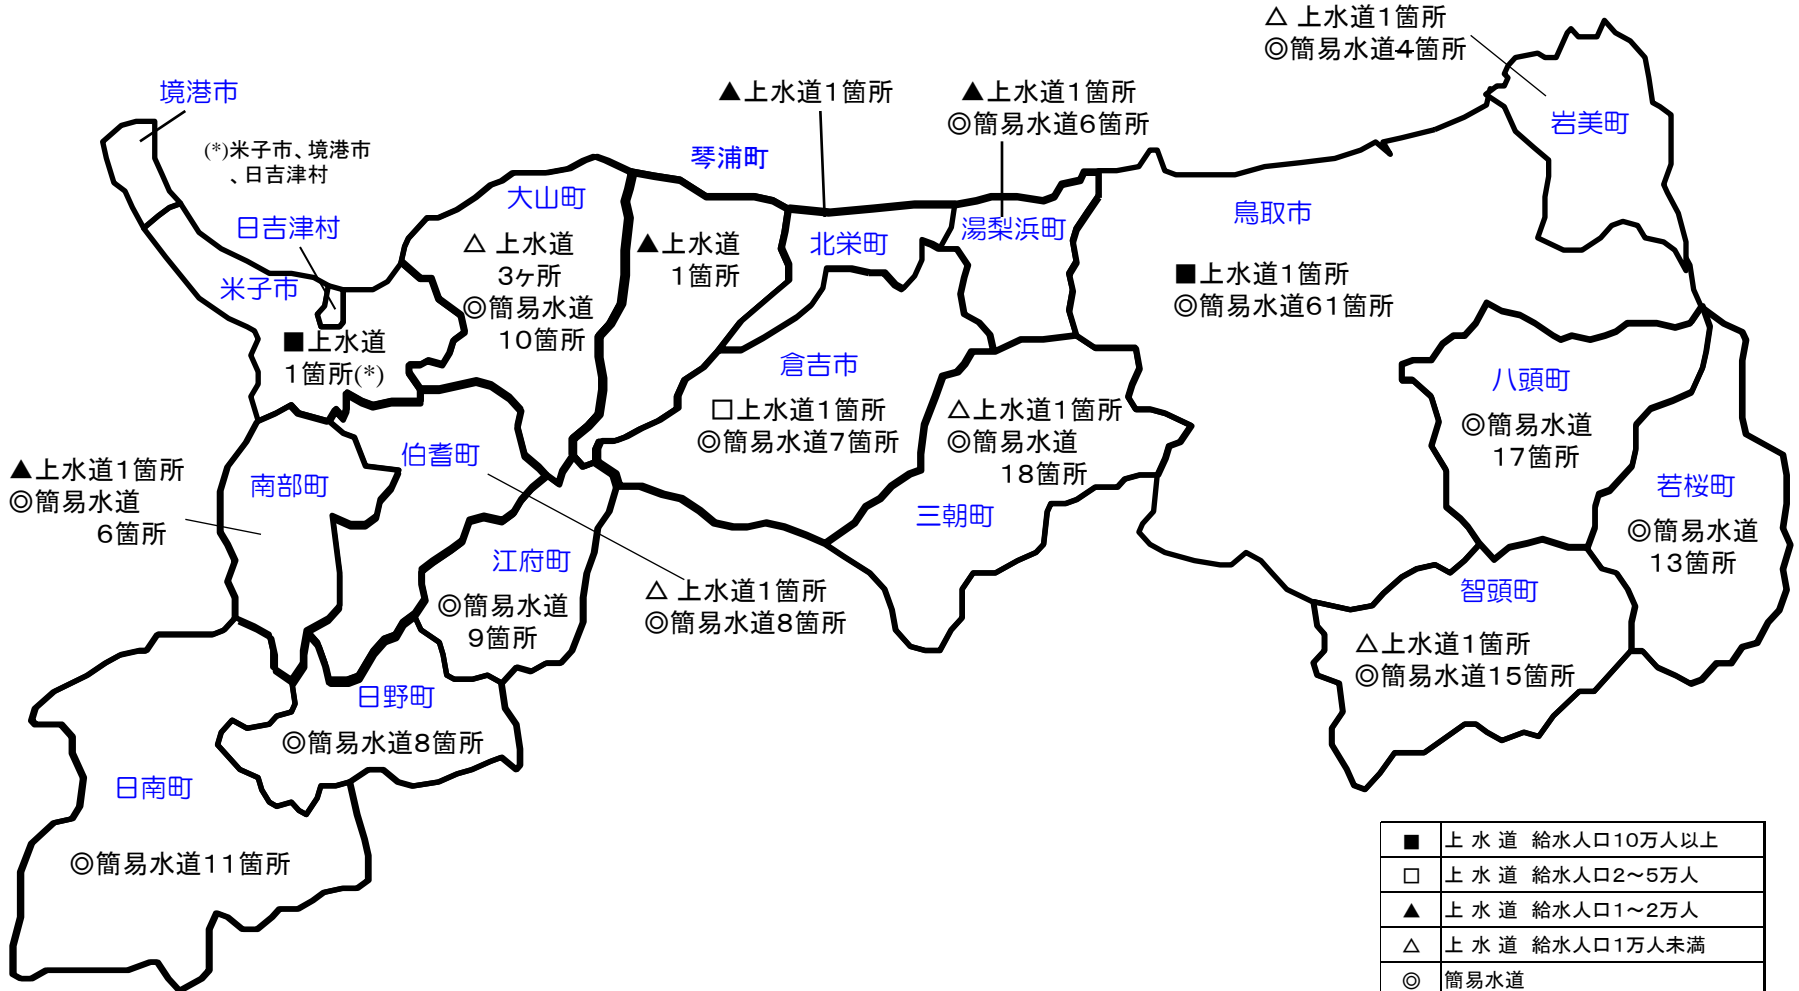 △ 上水道1箇所
◎簡易水道4箇所
岩美町
境港市
(*)米子市、境港市
、日吉津村
▲上水道1箇所
▲上水道1箇所
◎簡易水道6箇所
琴浦町
大山町
日吉津村
北栄町
湯梨浜町
鳥取市
△ 上水道
3ヶ所
◎簡易水道
10箇所
▲上水道
1箇所
米子市
■上水道
1箇所(*)
■上水道1箇所
◎簡易水道61箇所
倉吉市
□上水道1箇所
◎簡易水道7箇所
△上水道1箇所
◎簡易水道
18箇所
三朝町
八頭町
◎簡易水道
17箇所
若桜町
◎簡易水道
13箇所
伯耆町
南部町
▲上水道1箇所
◎簡易水道
6箇所
江府町
◎簡易水道
9箇所
△ 上水道1箇所
◎簡易水道8箇所
智頭町
△上水道1箇所
◎簡易水道15箇所
日野町
◎簡易水道8箇所
日南町
◎簡易水道11箇所
■ 上 水 道 給水人口10万人以上
□ 上 水 道 給水人口2～5万人
▲ 上 水 道 給水人口1～2万人
△ 上 水 道 給水人口1万人未満
◎ 簡易水道